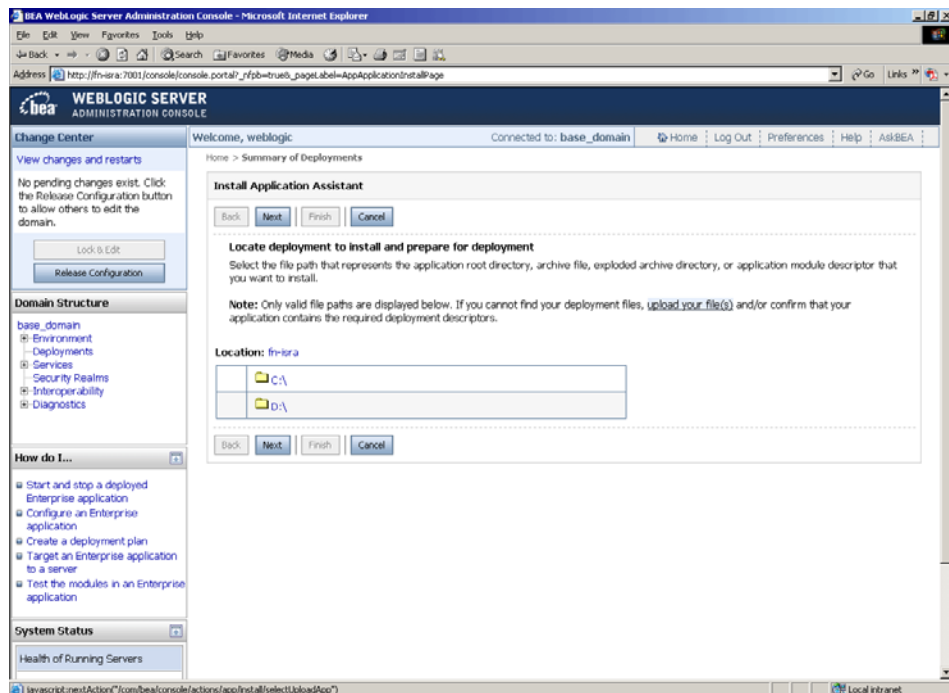 BEA WebLogic Server Administration Console - Microsoft Internet Explorer
File Edit View Favorites Tools Help
Back Search Favorites Media
Address http://fn-isra:7001/console/console.portal?_nfpb=true&_pageLabel=AppApplicationInstallPage Go Links »
bea WEBLOGIC SERVER
ADMINISTRATION CONSOLE
Change Center
View changes and restarts
No pending changes exist. Click
the Release Configuration button
to allow others to edit the
domain.
Lock & Edit
Release Configuration
Domain Structure
base_domain
Environment
Deployments
Services
Security Realms
Interoperability
Diagnostics
How do I...
Start and stop a deployed
Enterprise application
Configure an Enterprise
application
Create a deployment plan
Target an Enterprise application
to a server
Test the modules in an Enterprise
application
System Status
Health of Running Servers
Welcome, weblogic Connected to: base_domain Home Log Out Preferences Help AskBEA
Home > Summary of Deployments
Install Application Assistant
Back Next Finish Cancel
Locate deployment to install and prepare for deployment
Select the file path that represents the application root directory, archive file, exploded archive directory, or application module descriptor that
you want to install.
Note: Only valid file paths are displayed below. If you cannot find your deployment files, upload your file(s) and/or confirm that your
application contains the required deployment descriptors.
Location: fn-isra
C:\
D:\
Back Next Finish Cancel
javascript:nextAction("/com/bea/console/actions/app/install/selectUploadApp") Local intranet